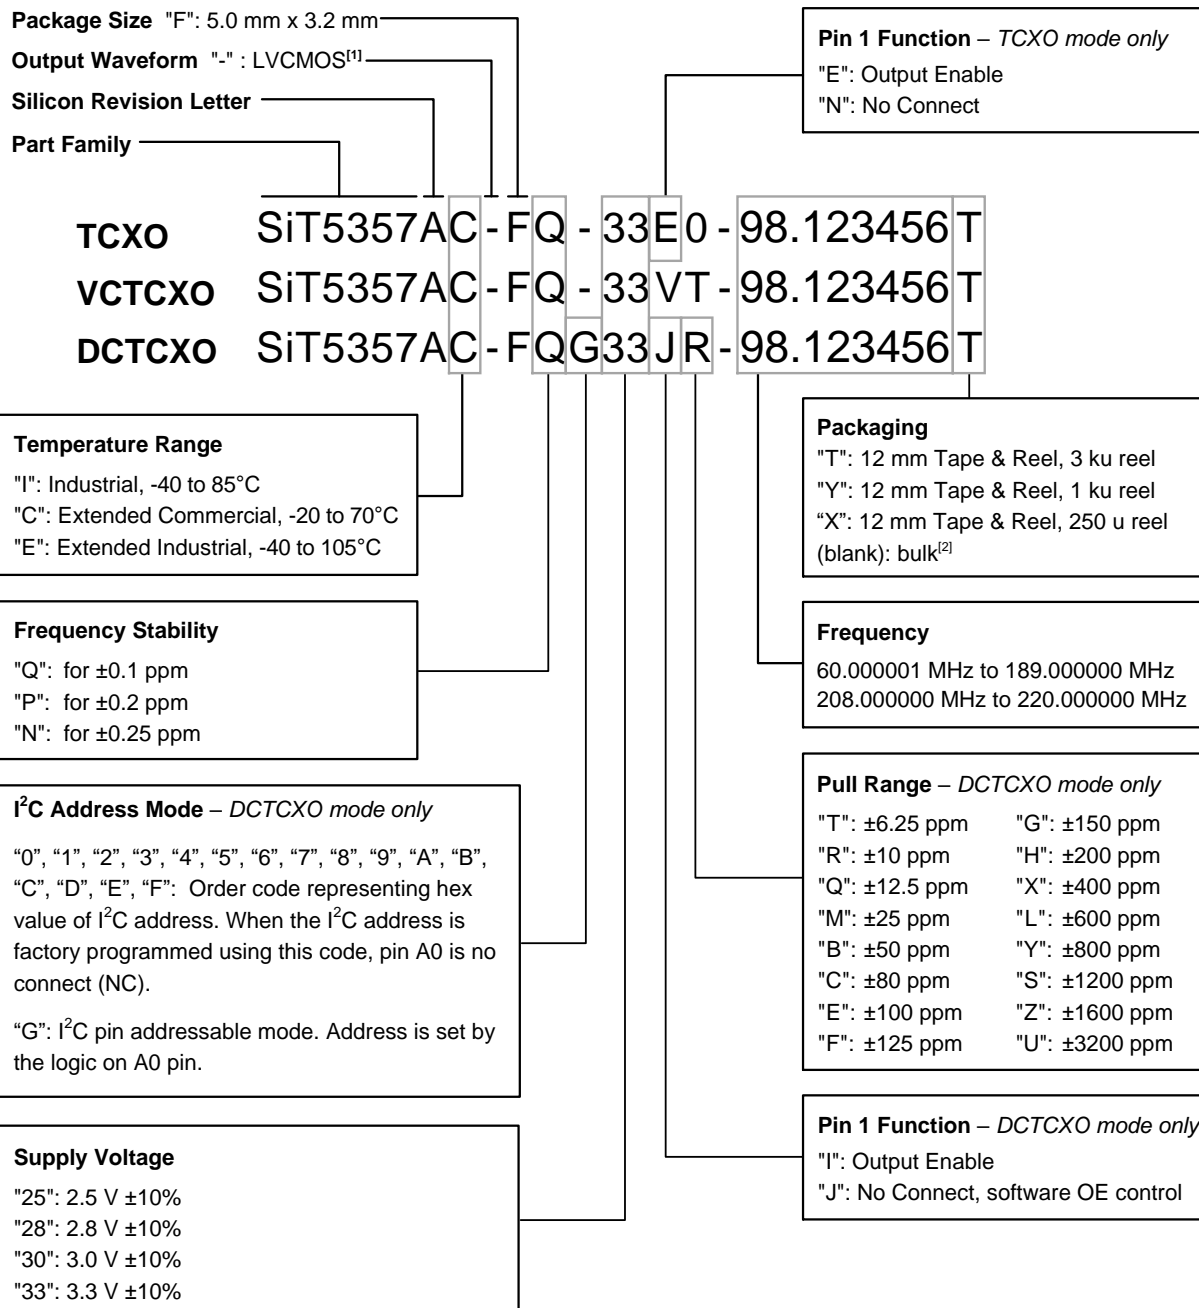 Package Size "F": 5.0 mm x 3.2 mm
Output Waveform "-" : LVCMOS[1]
Silicon Revision Letter
Part Family
Pin 1 Function – TCXO mode only
"E": Output Enable
"N": No Connect
TCXO SiT5357AC-FQ-33E0-98.123456T
VCTCXO SiT5357AC-FQ-33VT-98.123456T
DCTCXO SiT5357AC-FQG33JR-98.123456T
Temperature Range
"I": Industrial, -40 to 85°C
"C": Extended Commercial, -20 to 70°C
"E": Extended Industrial, -40 to 105°C
Frequency Stability
"Q": for ±0.1 ppm
"P": for ±0.2 ppm
"N": for ±0.25 ppm
I2C Address Mode – DCTCXO mode only
“0”, “1”, “2”, “3”, “4”, “5”, “6”, “7”, “8”, “9”, “A”, “B”,
“C”, “D”, “E”, “F”: Order code representing hex
value of I2C address. When the I2C address is
factory programmed using this code, pin A0 is no
connect (NC).
“G”: I2C pin addressable mode. Address is set by
the logic on A0 pin.
Supply Voltage
"25": 2.5 V ±10%
"28": 2.8 V ±10%
"30": 3.0 V ±10%
"33": 3.3 V ±10%
Packaging
"T": 12 mm Tape & Reel, 3 ku reel
"Y": 12 mm Tape & Reel, 1 ku reel
“X”: 12 mm Tape & Reel, 250 u reel
(blank): bulk[2]
Frequency
60.000001 MHz to 189.000000 MHz
208.000000 MHz to 220.000000 MHz
Pull Range – DCTCXO mode only
"T": ±6.25 ppm "G": ±150 ppm
"R": ±10 ppm "H": ±200 ppm
"Q": ±12.5 ppm "X": ±400 ppm
"M": ±25 ppm "L": ±600 ppm
"B": ±50 ppm "Y": ±800 ppm
"C": ±80 ppm "S": ±1200 ppm
"E": ±100 ppm "Z": ±1600 ppm
"F": ±125 ppm "U": ±3200 ppm
Pin 1 Function – DCTCXO mode only
"I": Output Enable
"J": No Connect, software OE control